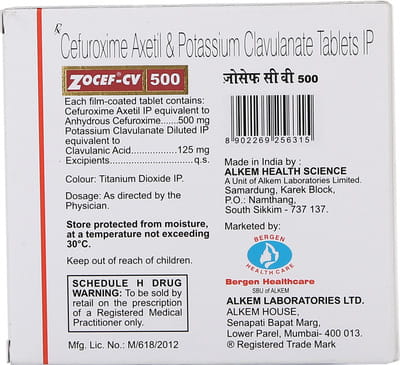 Rx Cefuroxime Axetil & Potassium Clavulanate Tablets IP
ZOCEF®-CV 500
जोसेफ सी वी 500
Each film-coated tablet contains:
Cefuroxime Axetil IP equivalent to
Anhydrous Cefuroxime......500 mg
Potassium Clavulanate Diluted IP
equivalent to
Clavulanic Acid.................125 mg
Excipients............................q.s.
Colour: Titanium Dioxide IP.
Dosage: As directed by the
Physician.
Store protected from moisture,
at a temperature not exceeding
30°C.
Keep out of reach of children.
SCHEDULE H DRUG
WARNING: To be sold by
retail on the prescription
of a Registered Medical
Practitioner only.
Mfg. Lic. No.: M/618/2012
8 902269 256315
Made in India by :
ALKEM HEALTH SCIENCE
A Unit of Alkem Laboratories Limited.
Samardung, Karek Block,
P.O.: Namthang,
South Sikkim - 737 137.
Marketed by:
BERGEN
HEALTH CARE
Bergen Healthcare
SBU of ALKEM
ALKEM LABORATORIES LTD.
ALKEM HOUSE,
Senapati Bapat Marg,
Lower Parel, Mumbai- 400 013.
® Registered Trade Mark